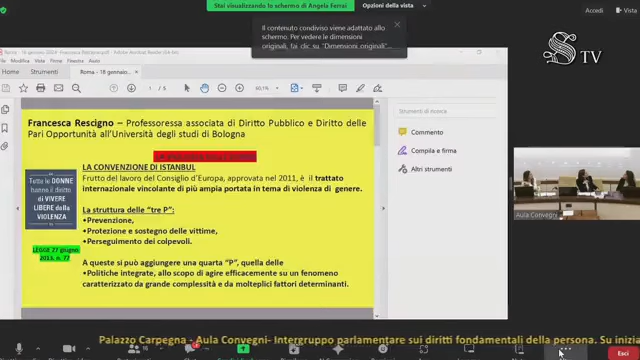 Stai visualizzando lo schermo di Angela Ferrai
Opzioni della vista
Accedi
Vista
Il contenuto condiviso viene adattato allo
schermo. Per vedere le dimensioni
originali, fai clic su "Dimensioni originali"
S TV
Home
Strumenti
Roma - 18 gennaio ...
Strumenti di ricerca
Commento
Compila e firma
Altri strumenti
Francesca Rescigno – Professoressa associata di Diritto Pubblico e Diritto delle
Pari Opportunità all'Università degli studi di Bologna
LA CONVENZIONE DI ISTANBUL
Frutto del lavoro del Consiglio d'Europa, approvata nel 2011, è il trattato
internazionale vincolante di più ampia portata in tema di violenza di genere.
Tutte le DONNE
hanno il diritto
di VIVERE
LIBERE dalla
VIOLENZA
La struttura delle "tre P":
•Prevenzione,
•Protezione e sostegno delle vittime,
•Perseguimento dei colpevoli.
LEGGE 27 giugno
2013, n. 77
A queste si può aggiungere una quarta "P", quella delle
•Politiche integrate, allo scopo di agire efficacemente su un fenomeno
caratterizzato da grande complessità e da molteplici fattori determinanti.
Aula Convegni
Palazzo Carpegna - Aula Convegni- Intergruppo parlamentare sui diritti fondamentali della persona. Su inizia
Esci